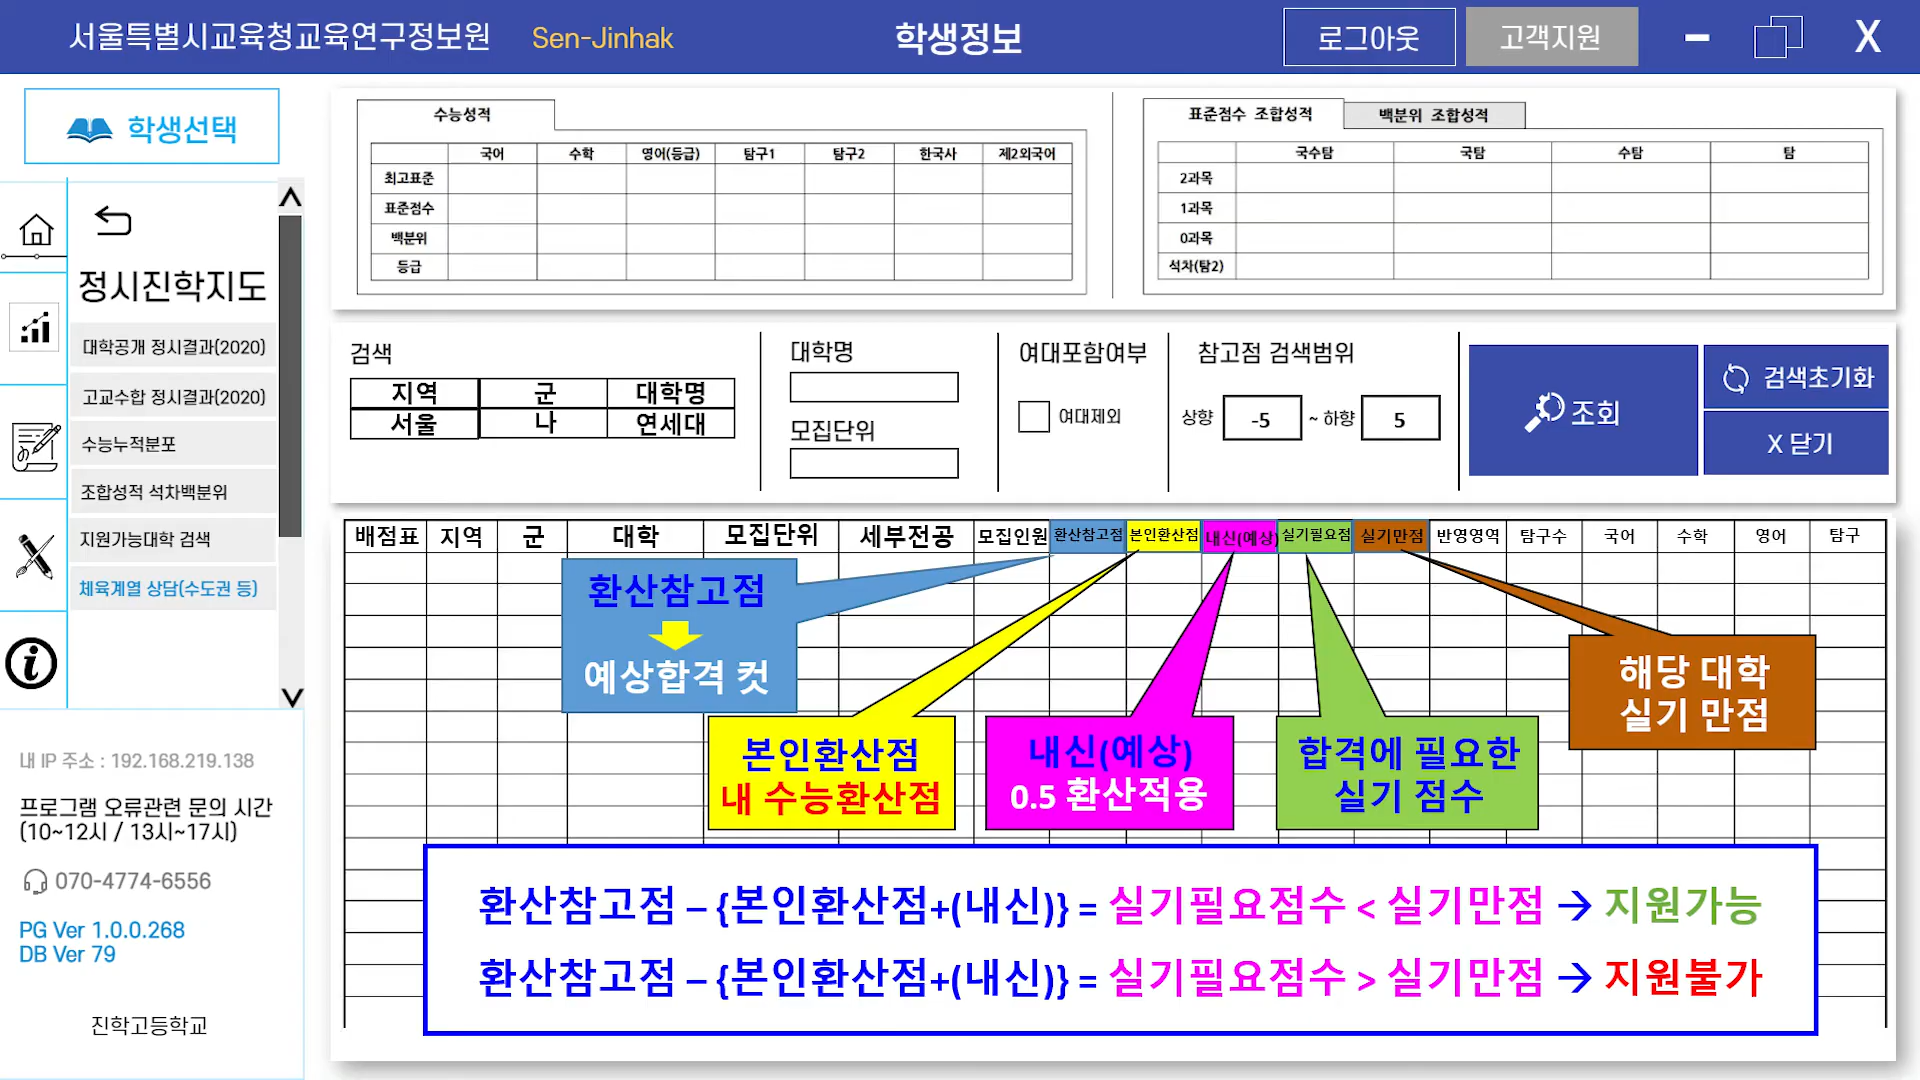 서울특별시교육청교육연구정보원 Sen-Jinhak 학생정보 로그아웃 고객지원 X
학생선택
정시진학지도
대학공개 정시결과(2020)
고교수합 정시결과(2020)
수능누적분포
조합성적 석차백분위
지원가능대학 검색
체육계열 상담(수도권 등)
내 IP 주소 : 192.168.219.138
프로그램 오류관련 문의 시간
(10~12시 / 13시~17시)
070-4774-6556
PG Ver 1.0.0.268
DB Ver 79
진학고등학교
수능성적
국어 수학 영어(등급) 탐구1 탐구2 한국사 제2외국어
최고표준
표준점수
백분위
등급
표준점수 조합성적 백분위 조합성적
국수탐 국탐 수탐 탐
2과목
1과목
0과목
석차(탐2)
검색
지역 군 대학명
서울 나 연세대
대학명
모집단위
여대포함여부
여대제외
참고점 검색범위
상향 -5 ~ 하향 5
조회
검색초기화
X 닫기
배점표 지역 군 대학 모집단위 세부전공 모집인원 환산참고점 본인환산점 내신(예상) 실기필요점 실기만점 반영영역 탐구수 국어 수학 영어 탐구
환산참고점
예상합격 컷
본인환산점
내 수능환산점
내신(예상)
0.5 환산적용
합격에 필요한
실기 점수
해당 대학
실기 만점
환산참고점 – {본인환산점+(내신)} = 실기필요점수 < 실기만점 → 지원가능
환산참고점 – {본인환산점+(내신)} = 실기필요점수 > 실기만점 → 지원불가